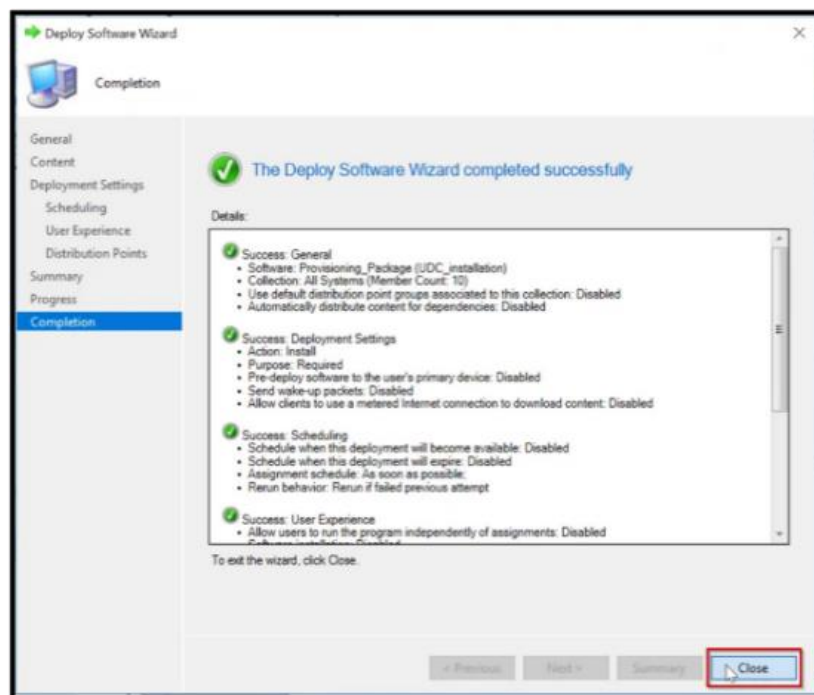 Deploy Software Wizard
Completion
General
Content
Deployment Settings
Scheduling
User Experience
Distribution Points
Summary
Progress
Completion
The Deploy Software Wizard completed successfully
Details:
Success: General
• Software: Provisioning_Package (UDC_installation)
• Collection: All Systems (Member Count: 10)
• Use default distribution point groups associated to this collection: Disabled
• Automatically distribute content for dependencies: Disabled
Success: Deployment Settings
• Action: Install
• Purpose: Required
• Pre-deploy software to the user's primary device: Disabled
• Send wake-up packets: Disabled
• Allow clients to use a metered Internet connection to download content: Disabled
Success: Scheduling
• Schedule when this deployment will become available: Disabled
• Schedule when this deployment will expire: Disabled
• Assignment schedule: As soon as possible;
• Rerun behavior: Rerun if failed previous attempt
Success: User Experience
• Allow users to run the program independently of assignments: Disabled
To exit the wizard, click Close.
< Previous
Next >
Summary
Close